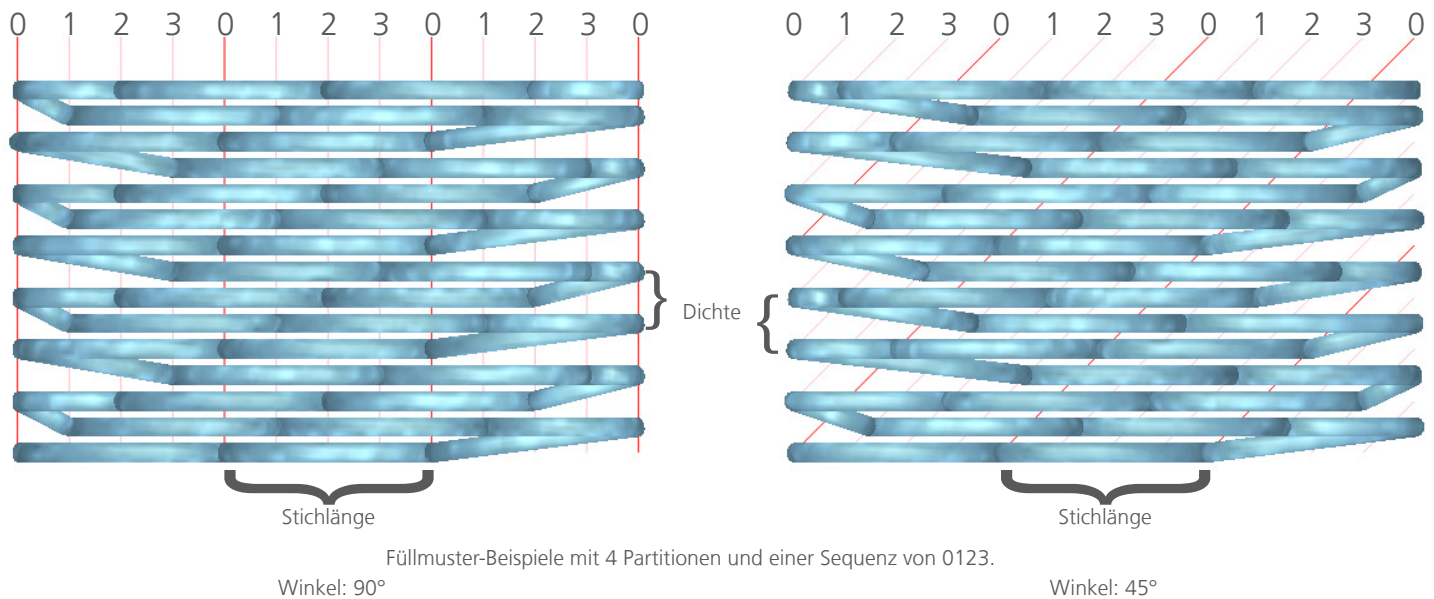 0 1 2 3 0 1 2 3 0 1 2 3 0
0 1 2 3 0 1 2 3 0 1 2 3 0
Dichte
Stichlänge
Stichlänge
Füllmuster-Beispiele mit 4 Partitionen und einer Sequenz von 0123.
Winkel: 90°
Winkel: 45°